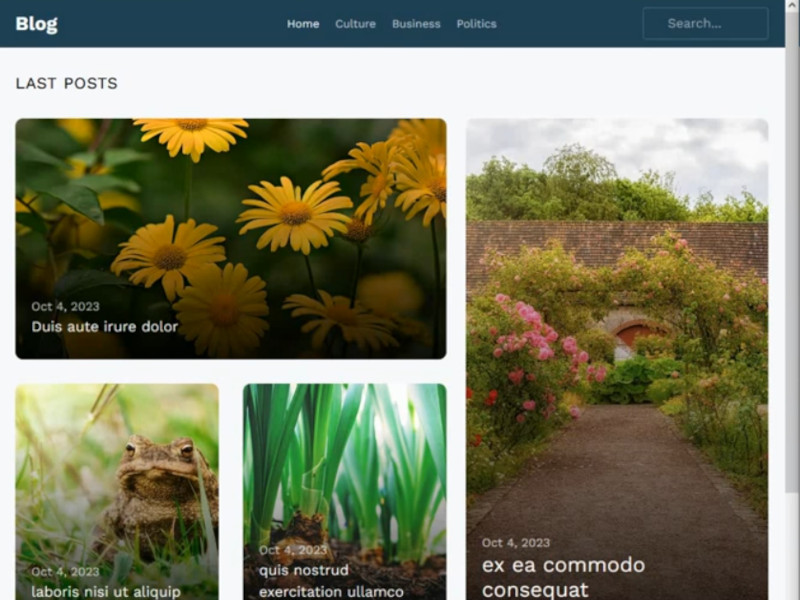 Blog
Home Culture Business Politics
Search...
LAST POSTS
Oct 4, 2023
Duis aute irure dolor
Oct 4, 2023
laboris nisi ut aliquip
Oct 4, 2023
quis nostrud
exercitation ullamco
Oct 4, 2023
ex ea commodo
consequat